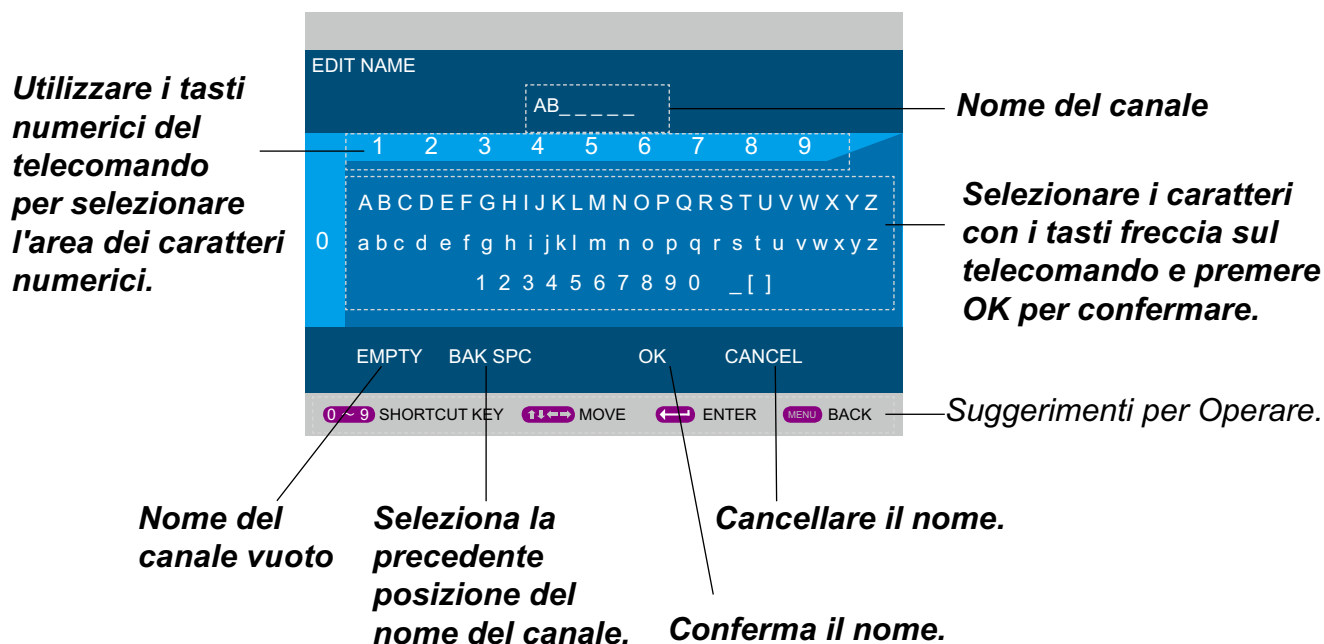 EDIT NAME
AB_ _ _ _ _
Utilizzare i tasti
numerici del
telecomando
per selezionare
l'area dei caratteri
numerici.
Nome del canale
1 2 3 4 5 6 7 8 9
A B C D E F G H I J K L M N O P Q R S T U V W X Y Z
0 a b c d e f g h i j k l m n o p q r s t u v w x y z
1 2 3 4 5 6 7 8 9 0 _ [ ]
Selezionare i caratteri
con i tasti freccia sul
telecomando e premere
OK per confermare.
EMPTY BAK SPC OK CANCEL
0 ~ 9 SHORTCUT KEY MOVE ENTER MENU BACK
Suggerimenti per Operare.
Nome del
canale vuoto
Seleziona la
precedente
posizione del
nome del canale.
Cancellare il nome.
Conferma il nome.